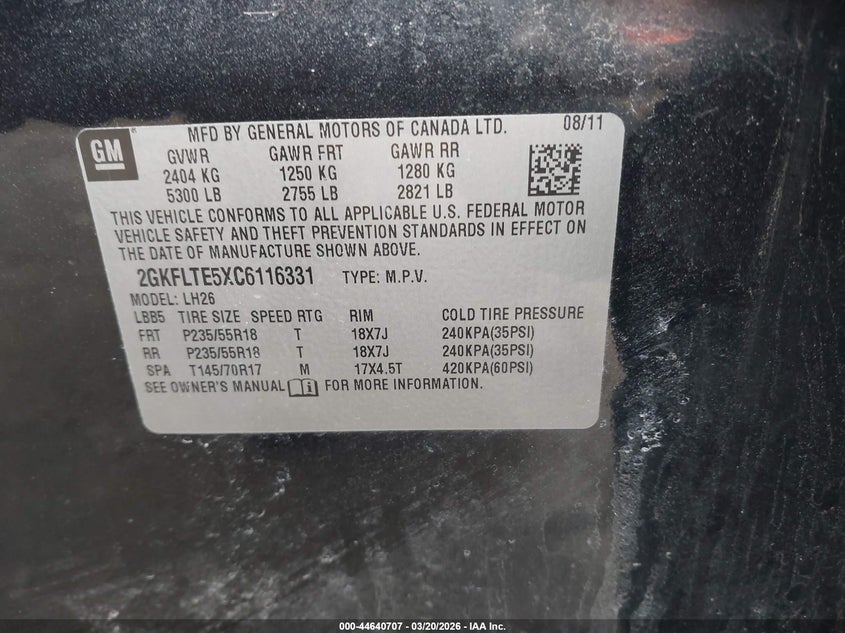 GM
MFD BY GENERAL MOTORS OF CANADA LTD. 08/11
GVWR GAWR FRT GAWR RR
2404 KG 1250 KG 1280 KG
5300 LB 2755 LB 2821 LB
THIS VEHICLE CONFORMS TO ALL APPLICABLE U.S. FEDERAL MOTOR
VEHICLE SAFETY AND THEFT PREVENTION STANDARDS IN EFFECT ON
THE DATE OF MANUFACTURE SHOWN ABOVE.
2GKFLTE5XC6116331 TYPE: M.P.V.
MODEL: LH26
LBB5 TIRE SIZE SPEED RTG RIM COLD TIRE PRESSURE
FRT P235/55R18 T 18X7J 240KPA(35PSI)
RR P235/55R18 T 18X7J 240KPA(35PSI)
SPA T145/70R17 M 17X4.5T 420KPA(60PSI)
SEE OWNER'S MANUAL i FOR MORE INFORMATION.
000-44640707 - 03/20/2026 - IAA Inc.